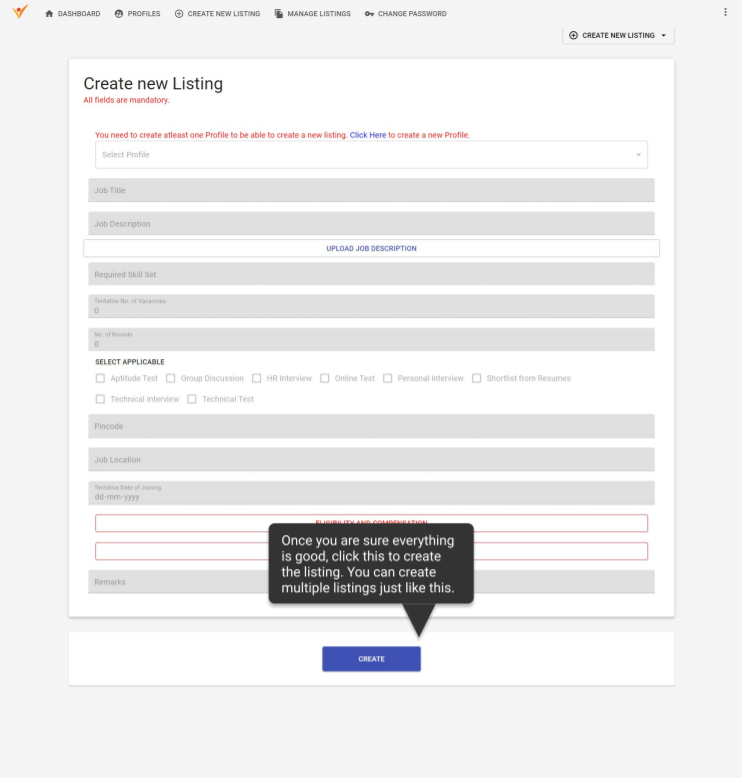 DASHBOARD PROFILES CREATE NEW LISTING MANAGE LISTINGS CHANGE PASSWORD
CREATE NEW LISTING
Create new Listing
All fields are mandatory.
You need to create atleast one Profile to be able to create a new listing. Click Here to create a new Profile.
Select Profile
Job Title
Job Description
UPLOAD JOB DESCRIPTION
Required Skill Set
Tentative No. of Vacancies
0
No. of Rounds
0
SELECT APPLICABLE
Aptitude Test Group Discussion HR Interview Online Test Personal Interview Shortlist from Resumes
Technical Interview Technical Test
Pincode
Job Location
Tentative Date of Joining
dd-mm-yyyy
ELIGIBILITY AND COMPENSATION
Once you are sure everything
is good, click this to create
the listing. You can create
multiple listings just like this.
Remarks
CREATE